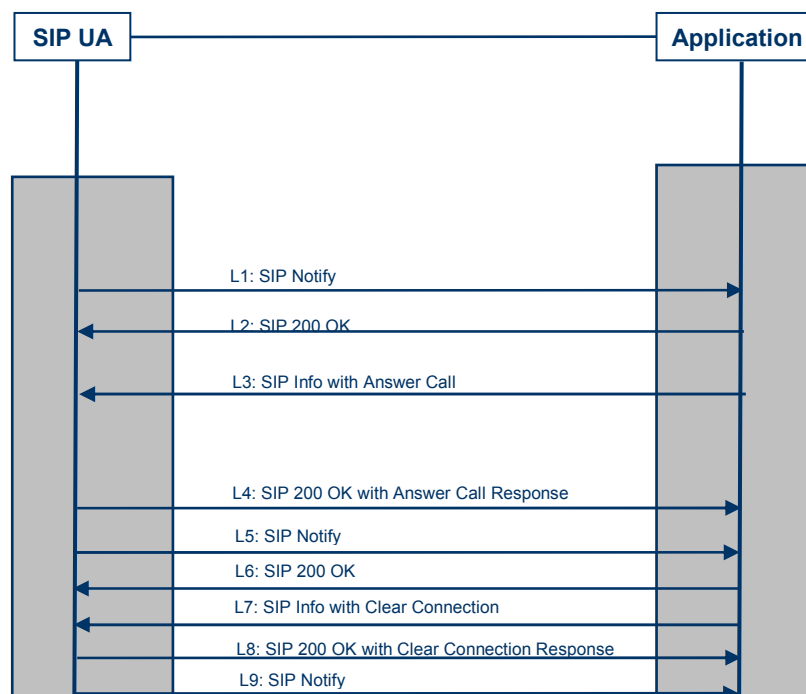 SIP UA
Application
L1: SIP Notify
L2: SIP 200 OK
L3: SIP Info with Answer Call
L4: SIP 200 OK with Answer Call Response
L5: SIP Notify
L6: SIP 200 OK
L7: SIP Info with Clear Connection
L8: SIP 200 OK with Clear Connection Response
L9: SIP Notify